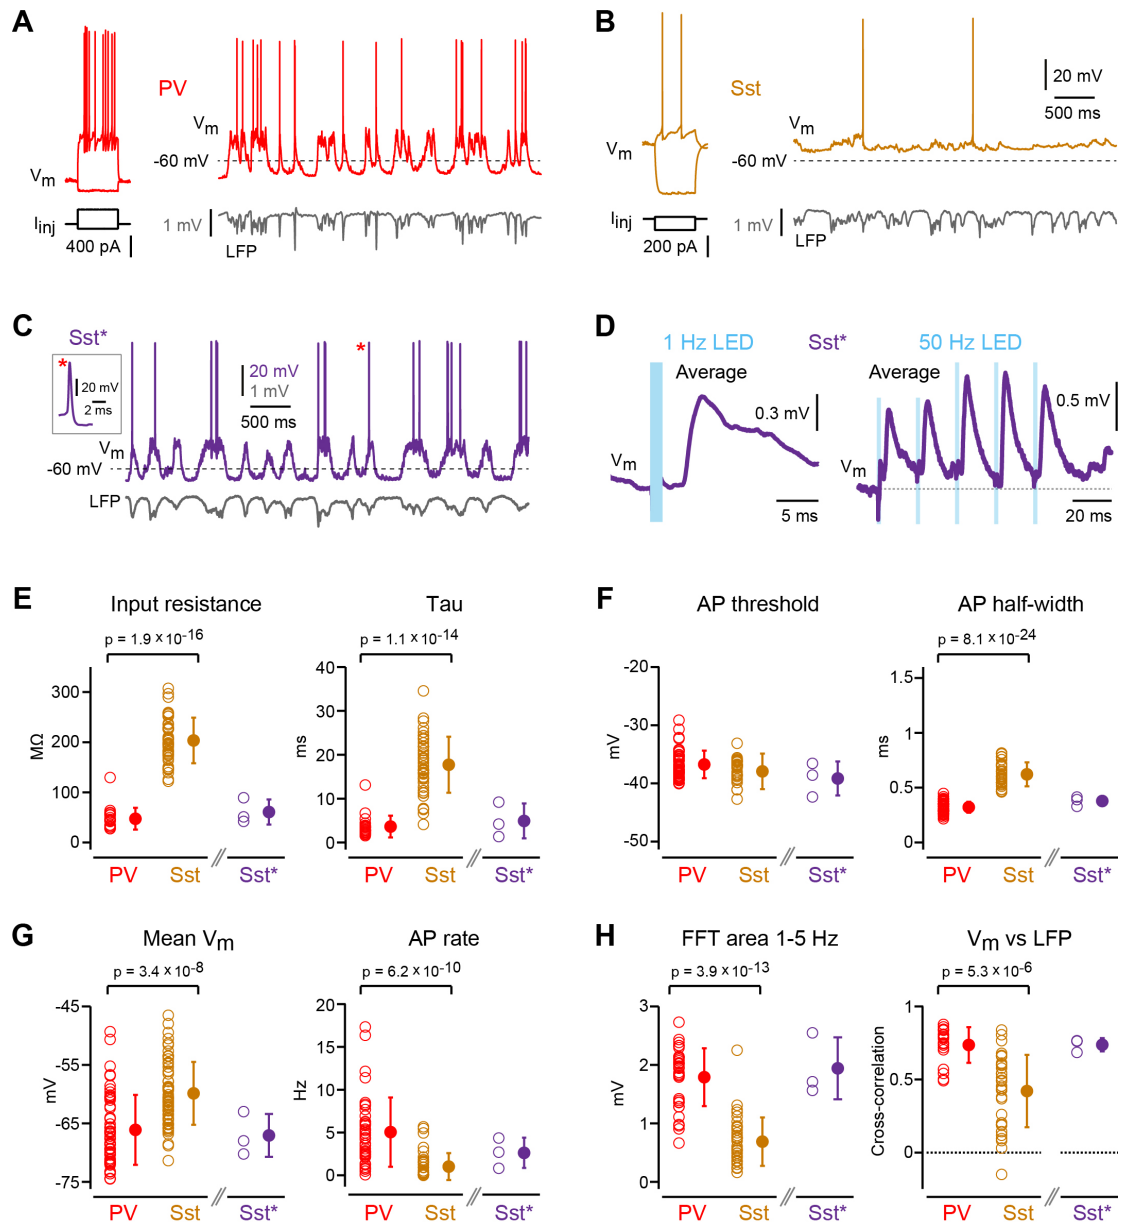 A
PV
Vm
-60 mV
Vm
Iinj
400 pA
1 mV
LFP
B
Sst
20 mV
500 ms
Vm
Vm
-60 mV
Iinj
200 pA
1 mV
LFP
C
Sst*
*
20 mV
2 ms
20 mV
1 mV
500 ms
*
Vm
-60 mV
LFP
D
1 Hz LED
Sst*
50 Hz LED
Average
Average
0.3 mV
0.5 mV
Vm
Vm
5 ms
20 ms
E
Input resistance
Tau
p = 1.9 × 10-16
p = 1.1 × 10-14
MΩ
300
200
100
0
ms
40
30
20
10
0
PV
Sst
Sst*
PV
Sst
Sst*
F
AP threshold
AP half-width
p = 8.1 × 10-24
mV
-20
-30
-40
-50
ms
1.5
1
0.5
0
PV
Sst
Sst*
PV
Sst
Sst*
G
Mean Vm
AP rate
p = 3.4 × 10-8
p = 6.2 × 10-10
mV
-45
-55
-65
-75
Hz
20
15
10
5
0
PV
Sst
Sst*
PV
Sst
Sst*
H
FFT area 1-5 Hz
Vm vs LFP
p = 3.9 × 10-13
p = 5.3 × 10-6
mV
3
2
1
0
Cross-correlation
1
0.5
0
PV
Sst
Sst*
PV
Sst
Sst*